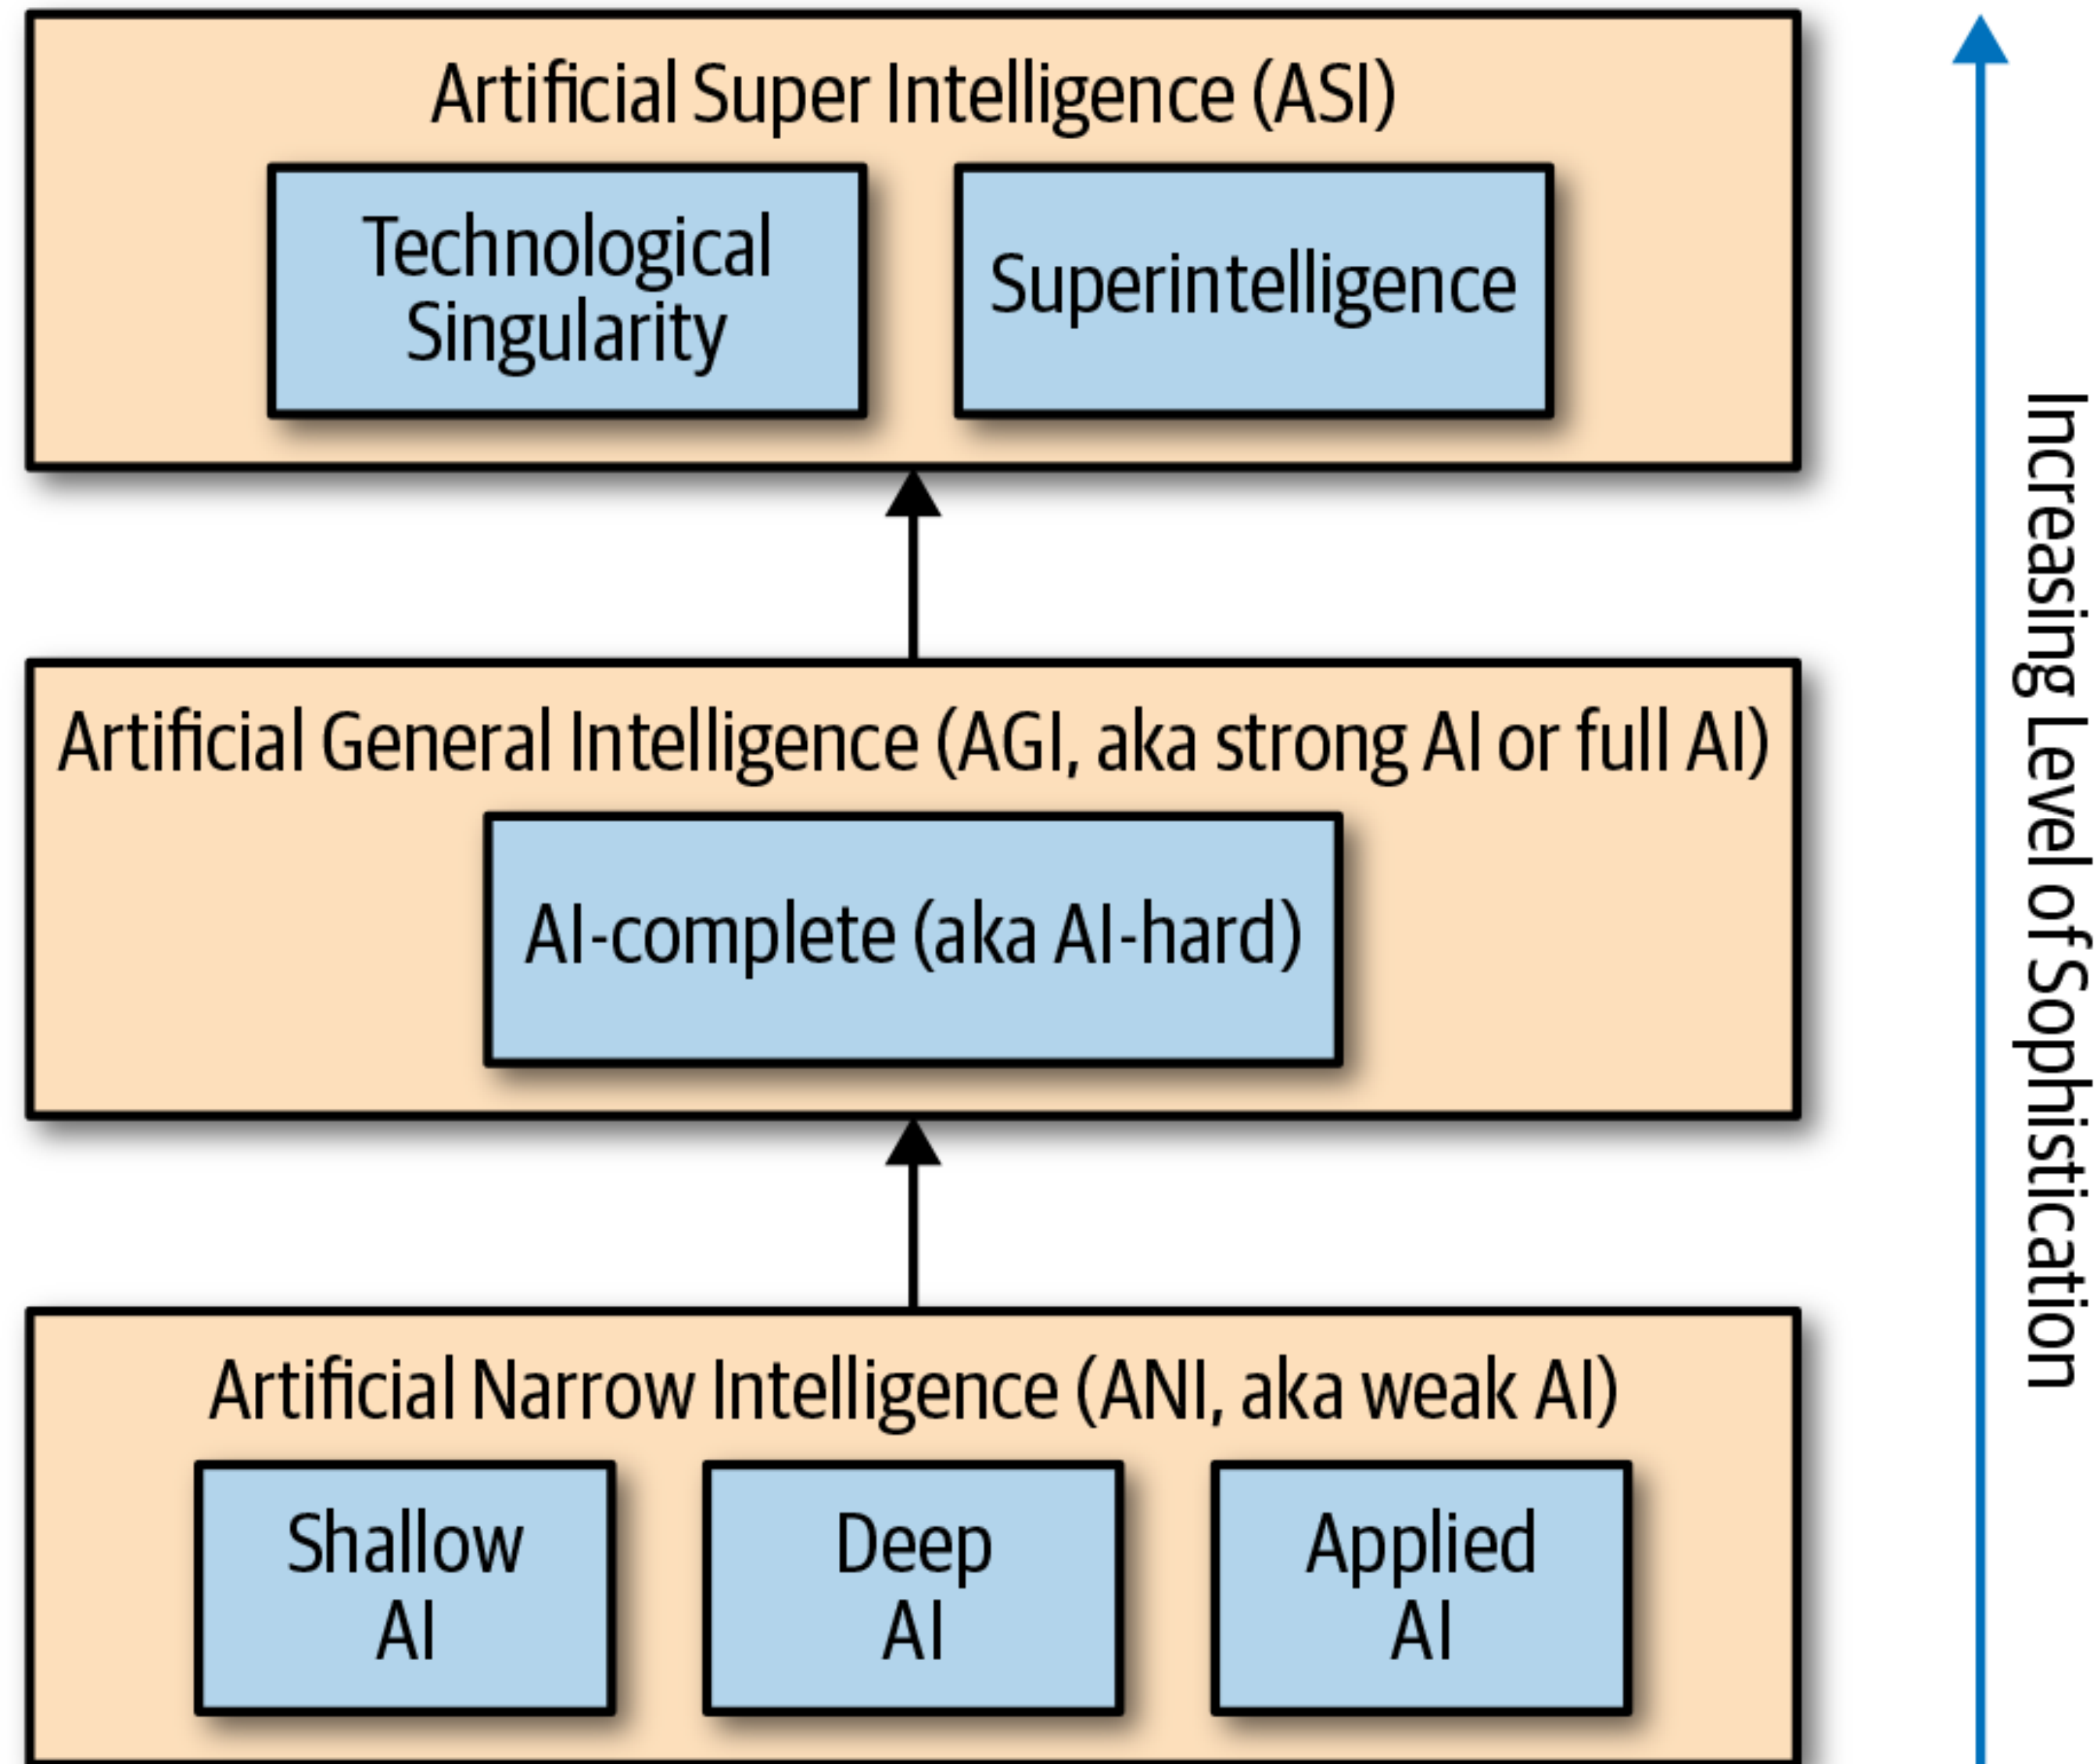 Artificial Super Intelligence (ASI)
Technological
Singularity
Superintelligence
Artificial General Intelligence (AGI, aka strong AI or full AI)
AI-complete (aka AI-hard)
Artificial Narrow Intelligence (ANI, aka weak AI)
Shallow
AI
Deep
AI
Applied
AI
Increasing Level of Sophistication